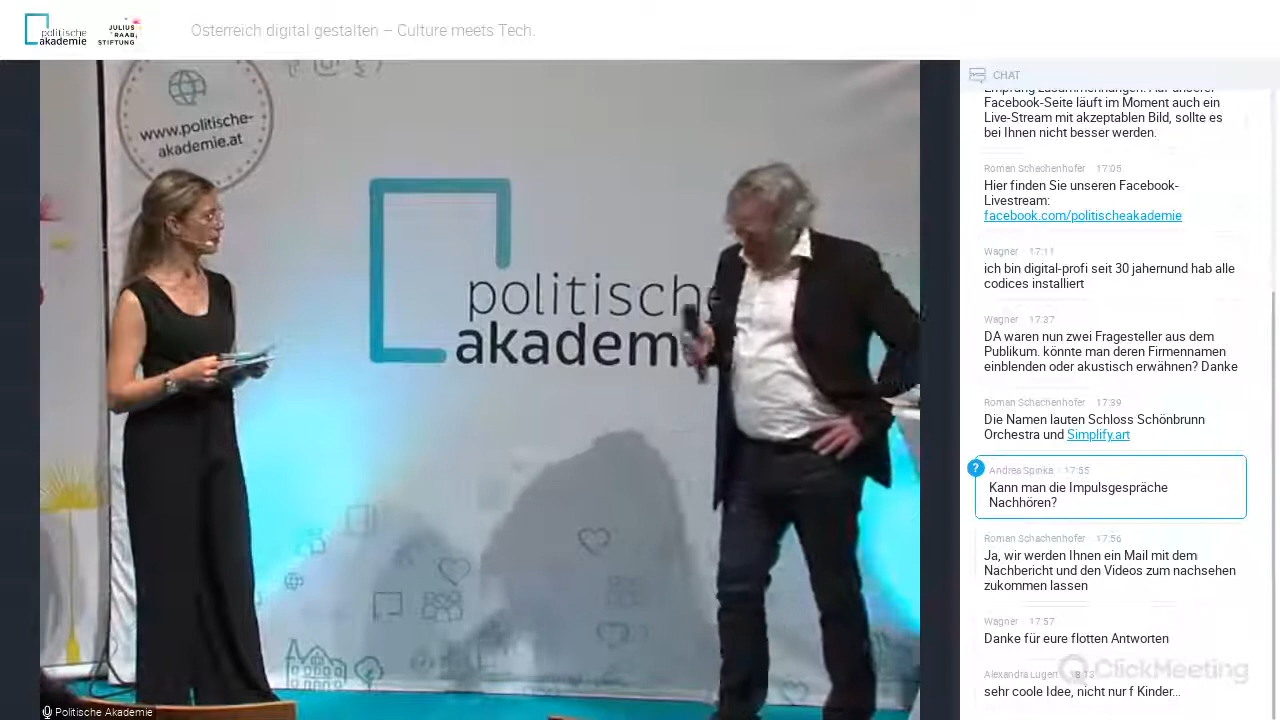 politische
akademie
JULIUS
RAAB
STIFTUNG
Österreich digital gestalten – Culture meets Tech.
www.politische-
akademie.at
politische
akadem
Politische Akademie
CHAT
Facebook-Seite läuft im Moment auch ein
Live-Stream mit akzeptablen Bild, sollte es
bei Ihnen nicht besser werden.
Roman Schachenhofer 17:05
Hier finden Sie unseren Facebook-
Livestream:
facebook.com/politischeakademie
Wagner 17:11
ich bin digital-profi seit 30 jahernund hab alle
codices installiert
Wagner 17:37
DA waren nun zwei Fragesteller aus dem
Publikum. könnte man deren Firmennamen
einblenden oder akustisch erwähnen? Danke
Roman Schachenhofer 17:39
Die Namen lauten Schloss Schönbrunn
Orchestra und Simplify.art
?
Andrea Spinka 17:55
Kann man die Impulsgespräche
Nachhören?
Roman Schachenhofer 17:56
Ja, wir werden Ihnen ein Mail mit dem
Nachbericht und den Videos zum nachsehen
zukommen lassen
Wagner 17:57
Danke für eure flotten Antworten
ClickMeeting
Alexandra Lugert 18:13
sehr coole Idee, nicht nur f Kinder...